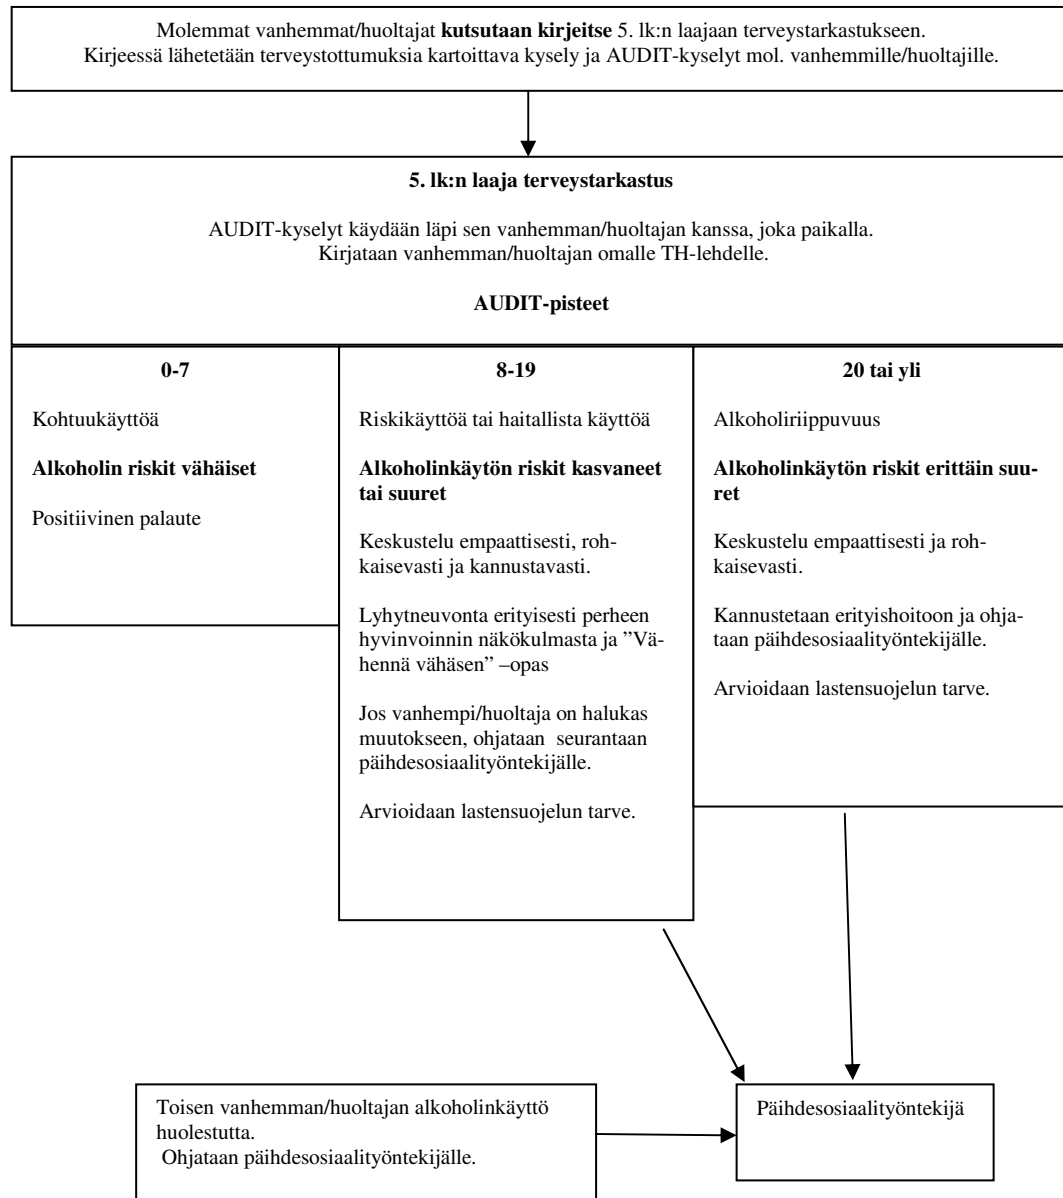 Molemmat vanhemmat/huoltajat kutsutaan kirjeitse 5. lk:n laajaan terveystarkastukseen.
Kirjeessä lähetetään terveystottumuksia kartoittava kysely ja AUDIT-kyselyt mol. vanhemmille/huoltajille.
5. lk:n laaja terveystarkastus
AUDIT-kyselyt käydään läpi sen vanhemman/huoltajan kanssa, joka paikalla.
Kirjataan vanhemman/huoltajan omalle TH-lehdelle.
AUDIT-pisteet
0-7
Kohtuukäyttöä
Alkoholin riskit vähäiset
Positiivinen palaute
8-19
Riskikäyttöä tai haitallista käyttöä
Alkoholinkäytön riskit kasvaneet
tai suuret
Keskustelu empaattisesti, roh-
kaisevasti ja kannustavasti.
Lyhytneuvonta erityisesti perheen
hyvinvoinnin näkökulmasta ja ”Vä-
hennä vähäsen” –opas
Jos vanhempi/huoltaja on halukas
muutokseen, ohjataan seurantaan
päihdesosiaalityöntekijälle.
Arvioidaan lastensuojelun tarve.
20 tai yli
Alkoholiriippuvuus
Alkoholinkäytön riskit erittäin suu-
ret
Keskustelu empaattisesti ja roh-
kaisevasti.
Kannustetaan erityishoitoon ja ohja-
taan päihdesosiaalityöntekijälle.
Arvioidaan lastensuojelun tarve.
Toisen vanhemman/huoltajan alkoholinkäyttö
huolestutta.
Ohjataan päihdesosiaalityöntekijälle.
Päihdesosiaalityöntekijä